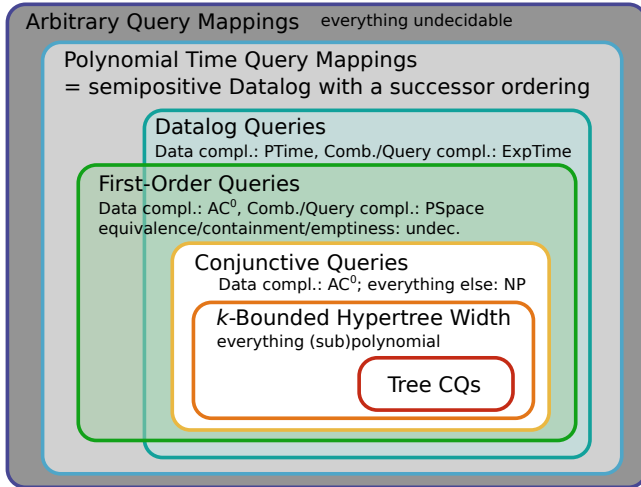 Arbitrary Query Mappings everything undecidable
Polynomial Time Query Mappings
= semipositive Datalog with a successor ordering
Datalog Queries
Data compl.: PTime, Comb./Query compl.: ExpTime
First-Order Queries
Data compl.: AC⁰, Comb./Query compl.: PSpace
equivalence/containment/emptiness: undec.
Conjunctive Queries
Data compl.: AC⁰; everything else: NP
k-Bounded Hypertree Width
everything (sub)polynomial
Tree CQs